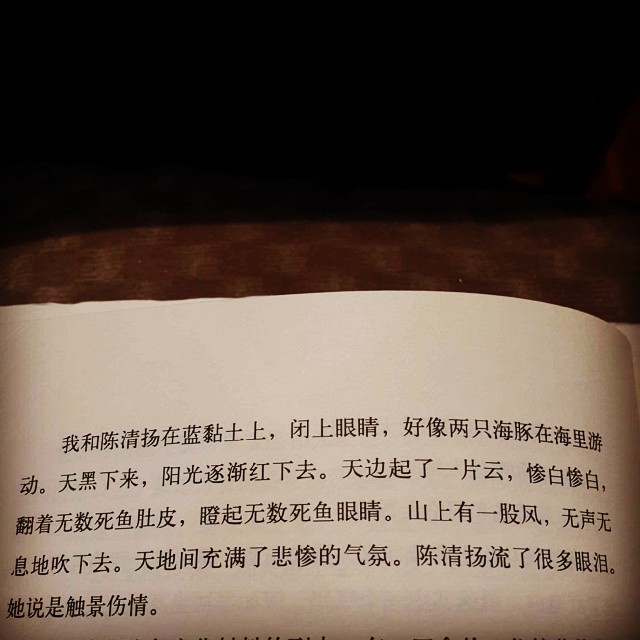 我和陈清扬在蓝黏土上，闭上眼睛，好像两只海豚在海里游
动。天黑下来，阳光逐渐红下去。天边起了一片云，惨白惨白，
翻着无数死鱼肚皮，瞪起无数死鱼眼睛。山上有一股风，无声无
息地吹下去。天地间充满了悲惨的气氛。陈清扬流了很多眼泪。
她说是触景伤情。